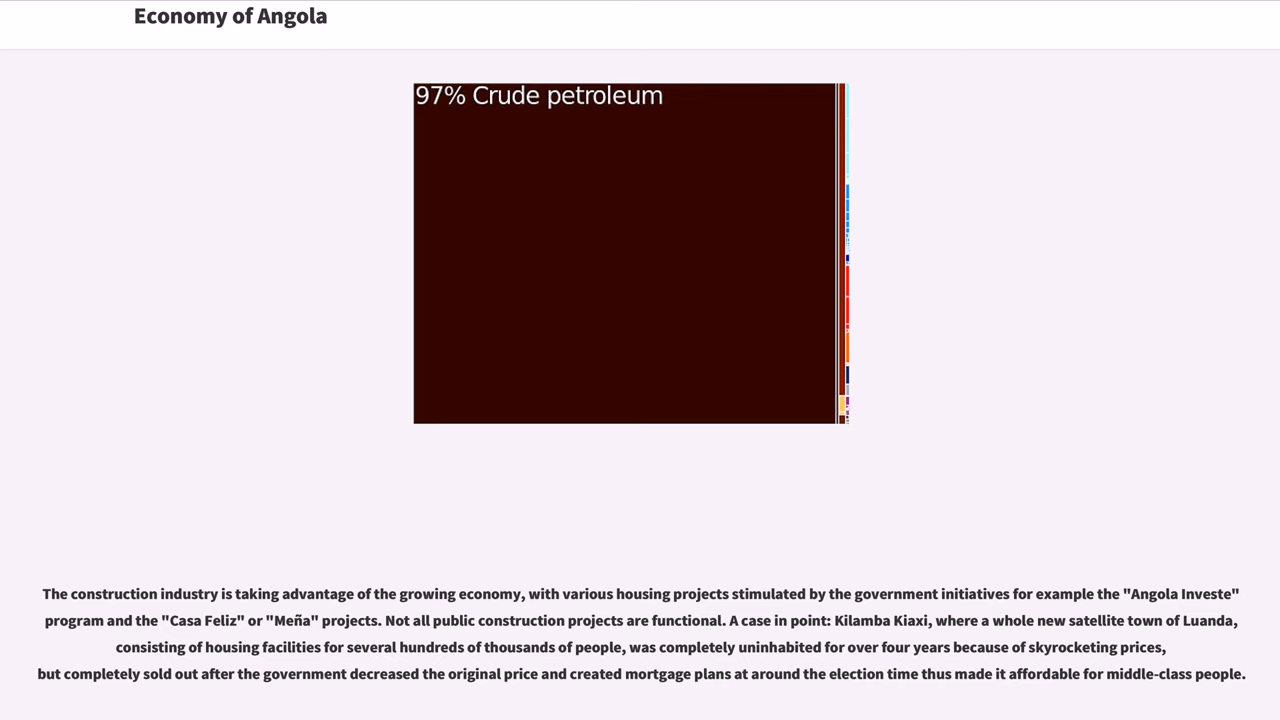 Economy of Angola
97% Crude petroleum
The construction industry is taking advantage of the growing economy, with various housing projects stimulated by the government initiatives for example the "Angola Investe"
program and the "Casa Feliz" or "Meña" projects. Not all public construction projects are functional. A case in point: Kilamba Kiaxi, where a whole new satellite town of Luanda,
consisting of housing facilities for several hundreds of thousands of people, was completely uninhabited for over four years because of skyrocketing prices,
but completely sold out after the government decreased the original price and created mortgage plans at around the election time thus made it affordable for middle-class people.